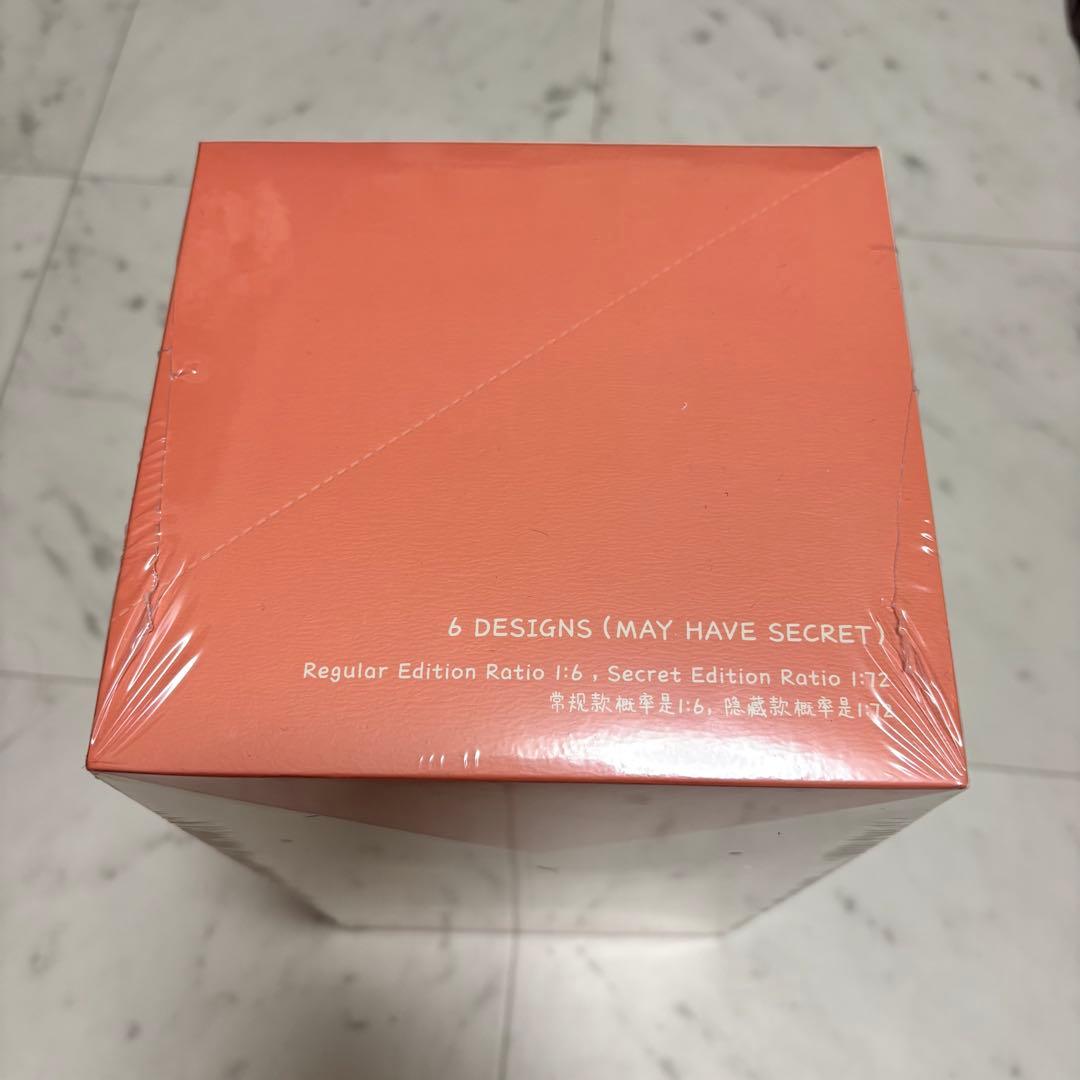 6 DESIGNS (MAY HAVE SECRET)
Regular Edition Ratio 1:6 , Secret Edition Ratio 1:72
常规款概率是1:6, 隐藏款概率是1:72